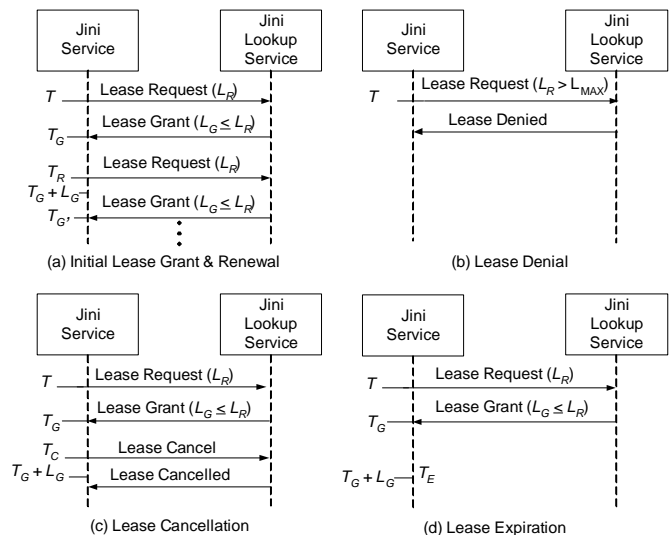 Jini
Service
Jini
Lookup
Service
T
Lease Request (L_R)
T_G
Lease Grant (L_G ≤ L_R)
T_R
Lease Request (L_R)
T_G + L_G
T_G'
Lease Grant (L_G ≤ L_R)
(a) Initial Lease Grant & Renewal
Jini
Service
Jini
Lookup
Service
T
Lease Request (L_R > L_MAX)
Lease Denied
(b) Lease Denial
Jini
Service
Jini
Lookup
Service
T
Lease Request (L_R)
T_G
Lease Grant (L_G ≤ L_R)
T_C
Lease Cancel
T_G + L_G
Lease Cancelled
(c) Lease Cancellation
Jini
Service
Jini
Lookup
Service
T
Lease Request (L_R)
T_G
Lease Grant (L_G ≤ L_R)
T_G + L_G
T_E
(d) Lease Expiration